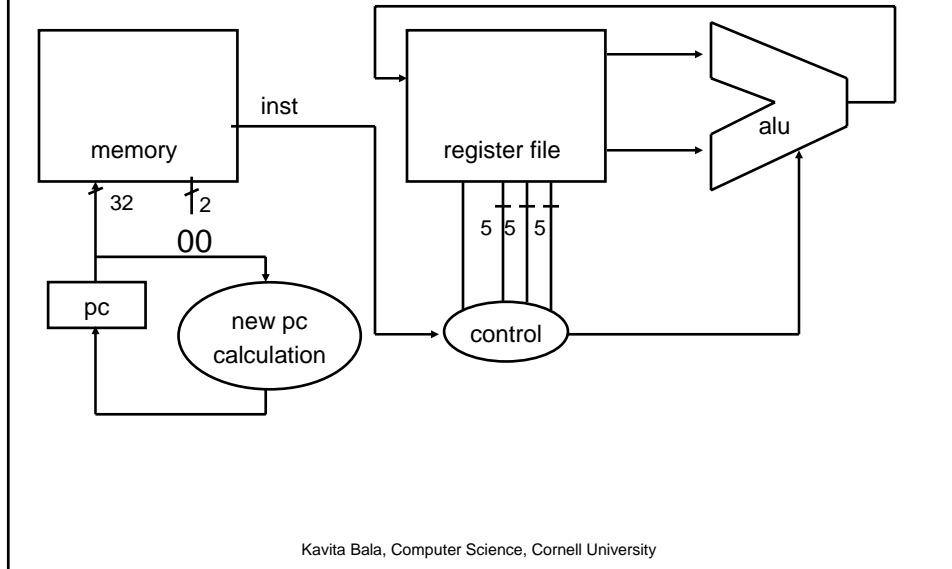 inst
memory
register file
alu
32
2
5 5 5
00
pc
new pc
calculation
control
Kavita Bala, Computer Science, Cornell University